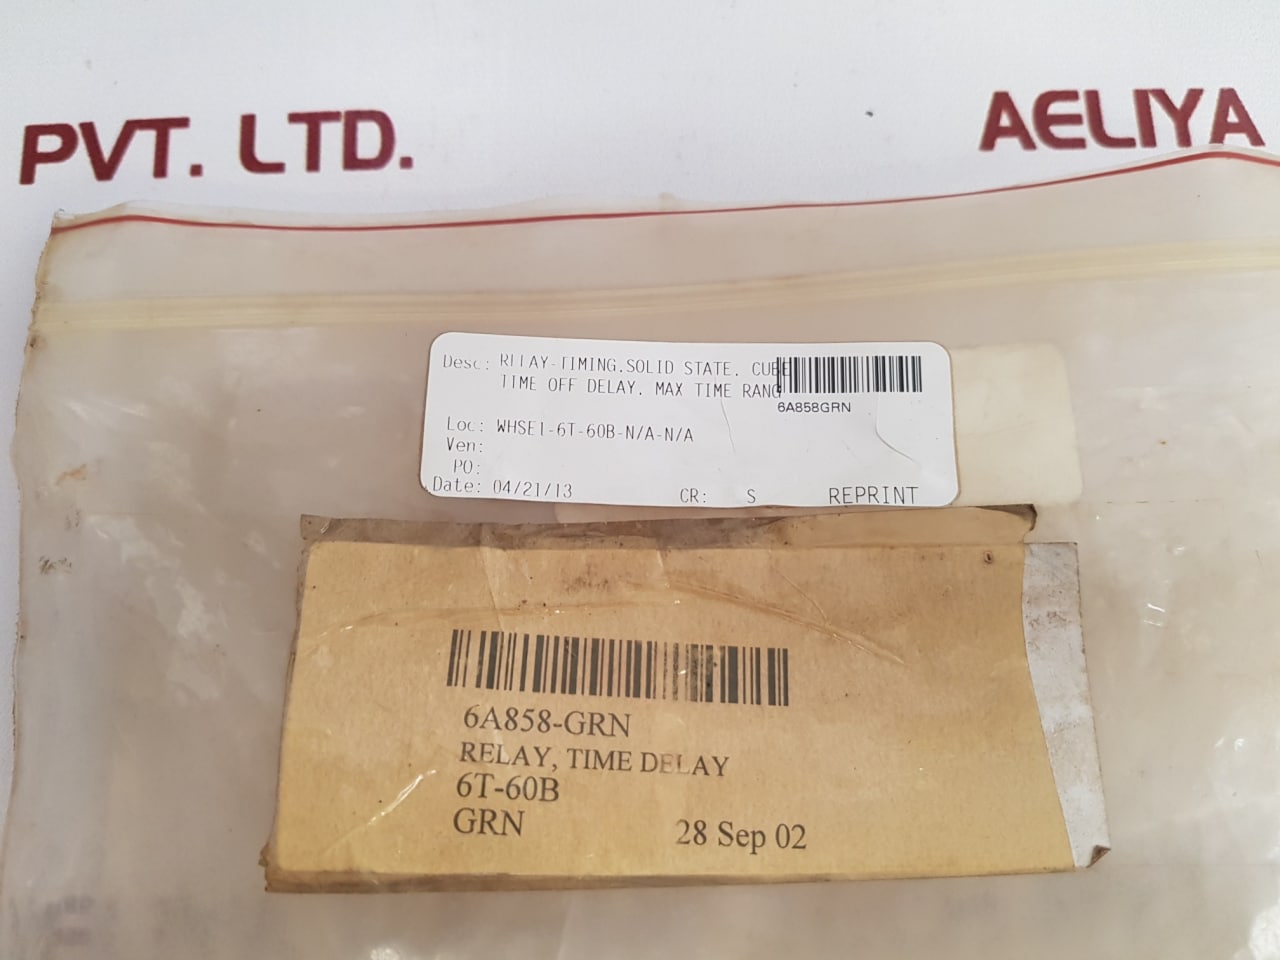 PVT. LTD.
AELIYA
Desc: RELAY-TIMING.SOLID STATE. CUBE
TIME OFF DELAY. MAX TIME RANG
6A858GRN
Loc: WHSE1-6T-60B-N/A-N/A
Ven:
PO:
Date: 04/21/13 CR: S REPRINT
6A858-GRN
RELAY, TIME DELAY
6T-60B
GRN 28 Sep 02